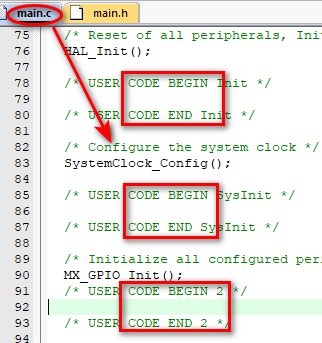 main.c main.h
75 /* Reset of all peripherals, Init
76 HAL_Init();
77
78 /* USER CODE BEGIN Init */
79
80 /* USER CODE END Init */
81
82 /* Configure the system clock */
83 SystemClock_Config();
84
85 /* USER CODE BEGIN SysInit */
86
87 /* USER CODE END SysInit */
88
89 /* Initialize all configured peri
90 MX_GPIO_Init();
91 /* USER CODE BEGIN 2 */
92
93 /* USER CODE END 2 */